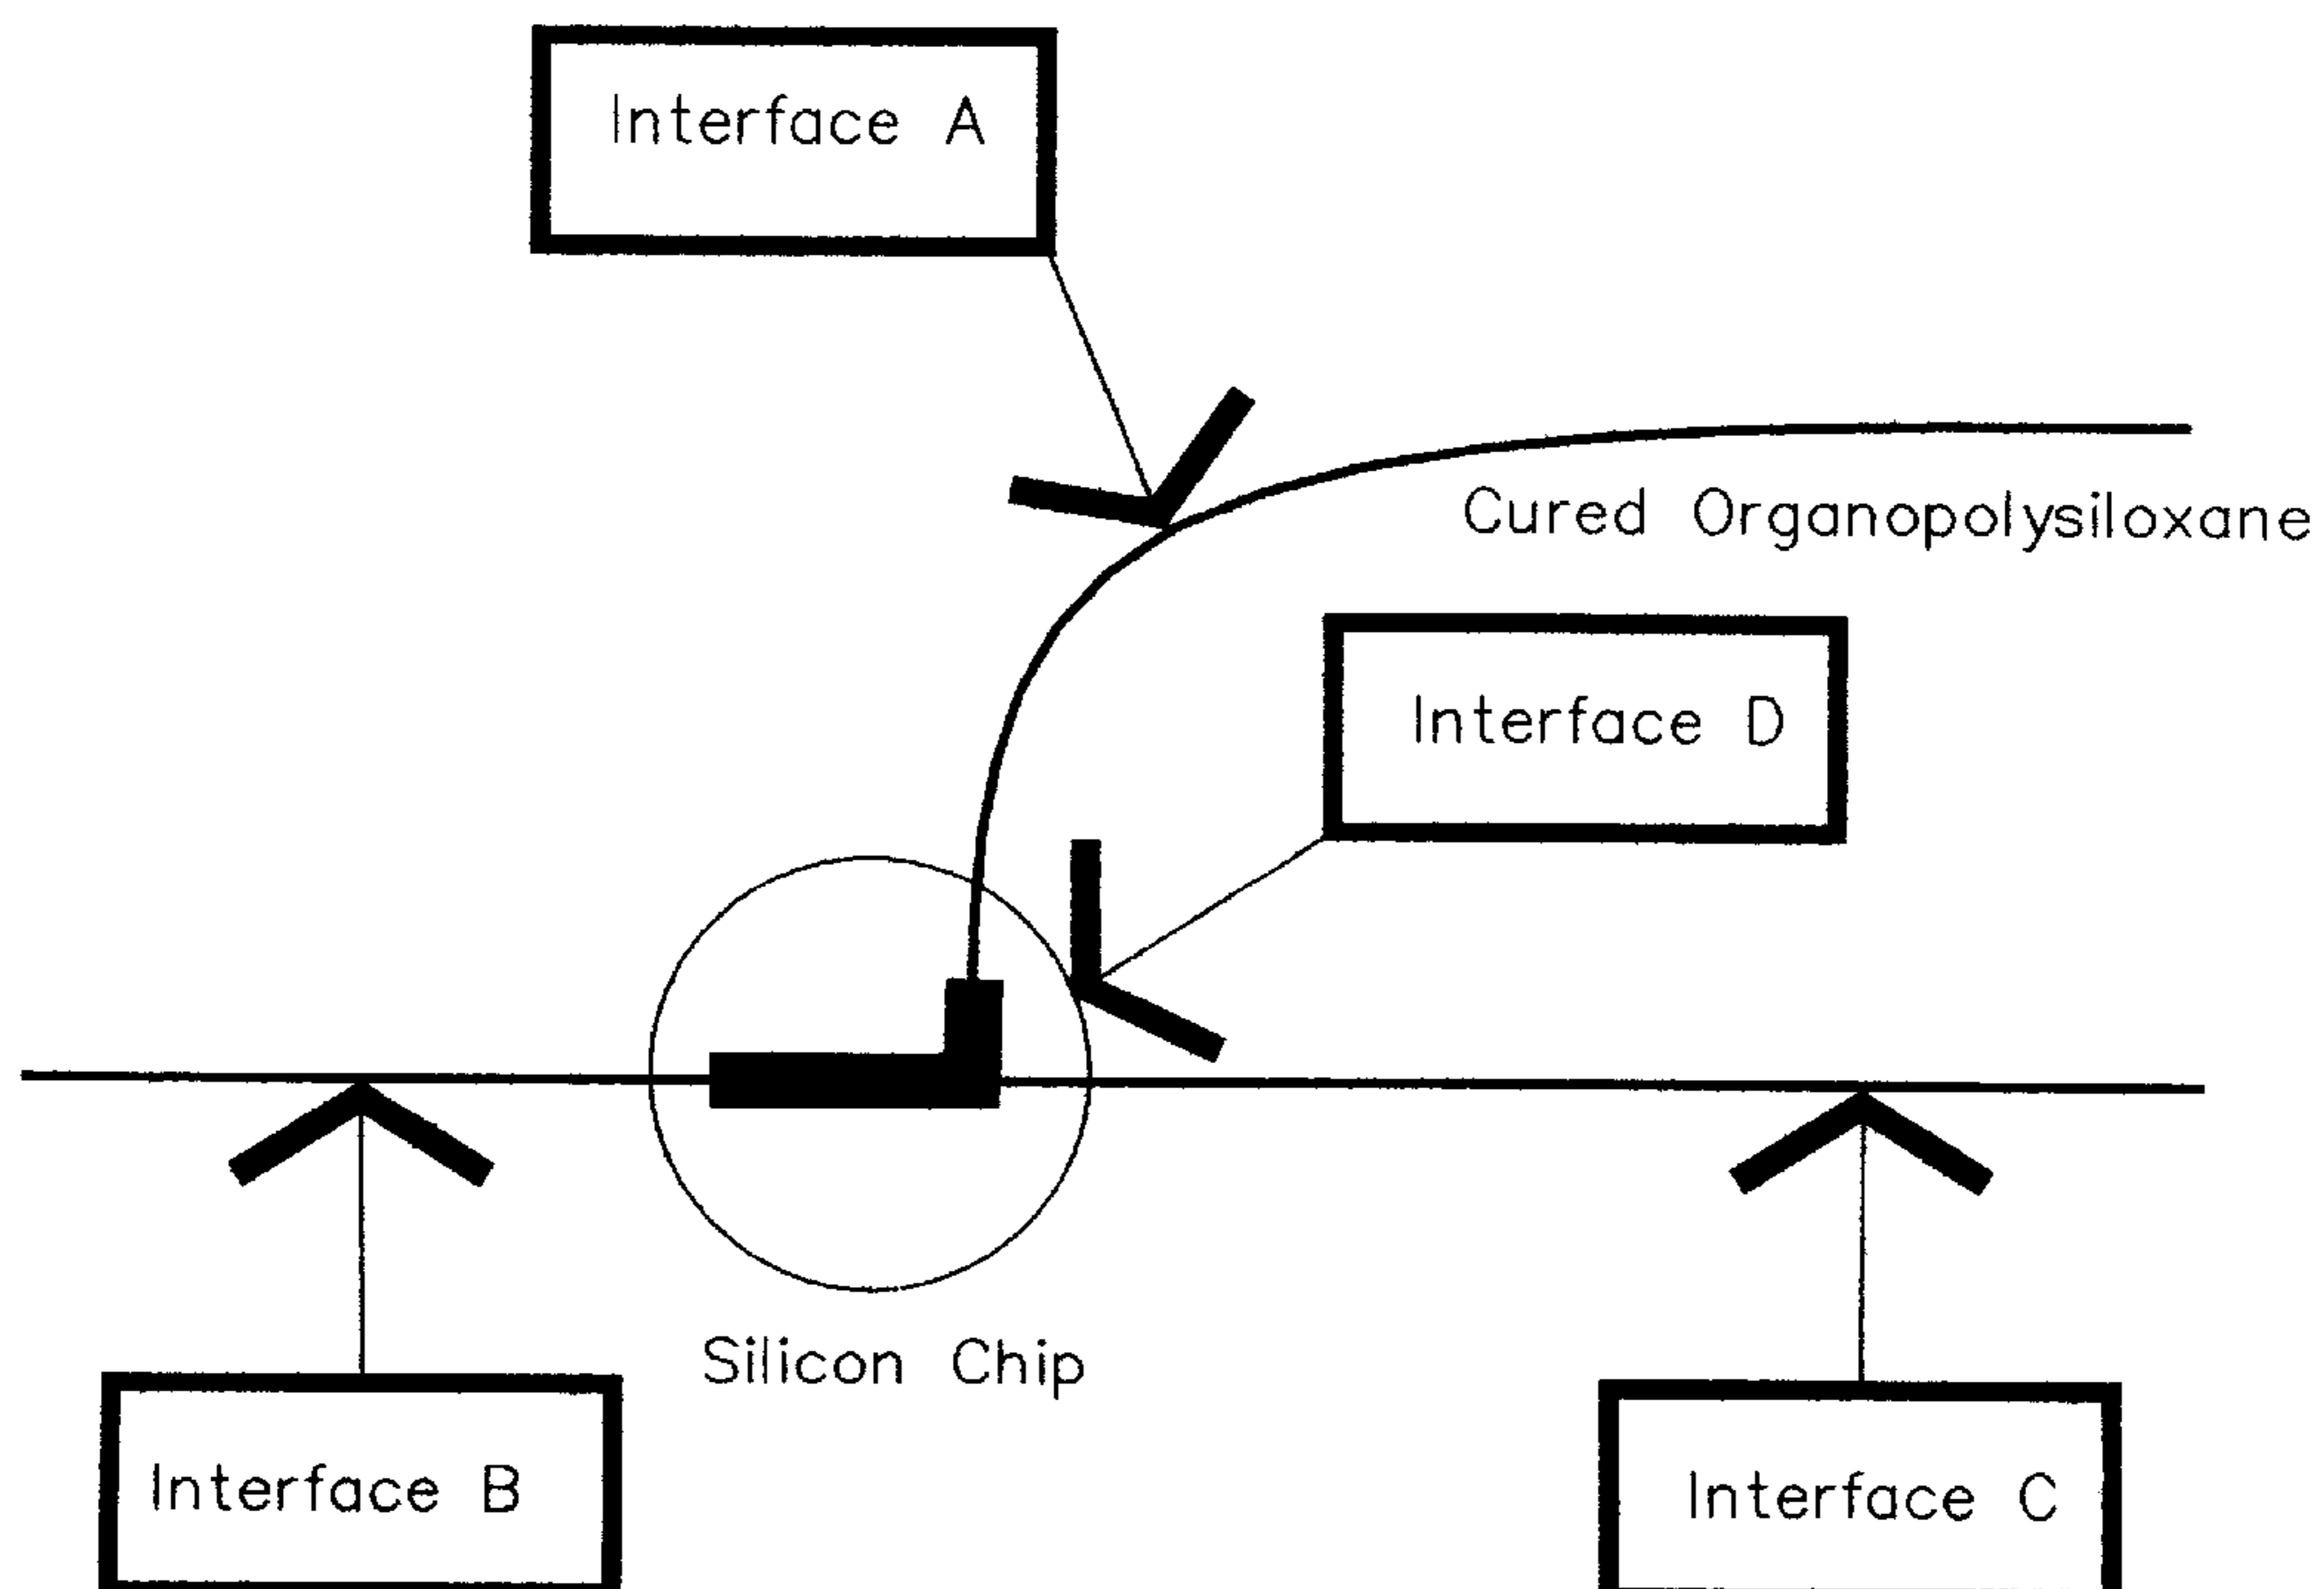 Interface A
Cured Organopolysiloxane
Interface D
Silicon Chip
Interface B
Interface C